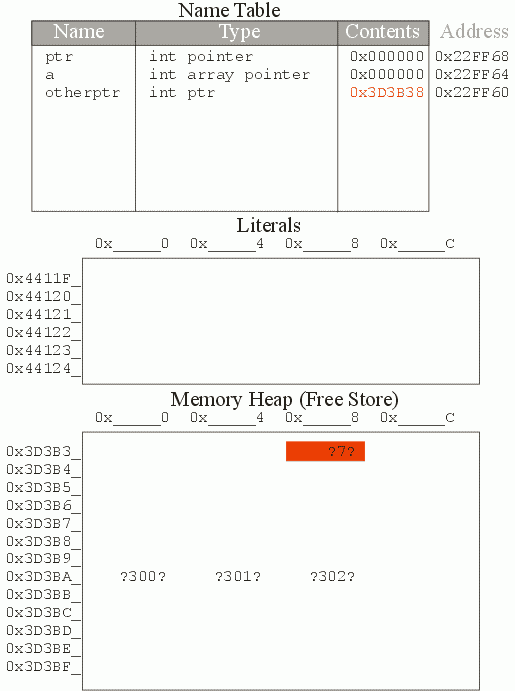 Name Table
Name Type Contents Address
ptr int pointer 0x000000 0x22FF68
a int array pointer 0x000000 0x22FF64
otherptr int ptr 0x3D3B38 0x22FF60
Literals
0x_____0 0x_____4 0x_____8 0x_____C
0x4411F_
0x44120_
0x44121_
0x44122_
0x44123_
0x44124_
Memory Heap (Free Store)
0x_____0 0x_____4 0x_____8 0x_____C
0x3D3B3_ ?7?
0x3D3B4_
0x3D3B5_
0x3D3B6_
0x3D3B7_
0x3D3B8_
0x3D3B9_
0x3D3BA_ ?300? ?301? ?302?
0x3D3BB_
0x3D3BC_
0x3D3BD_
0x3D3BE_
0x3D3BF_